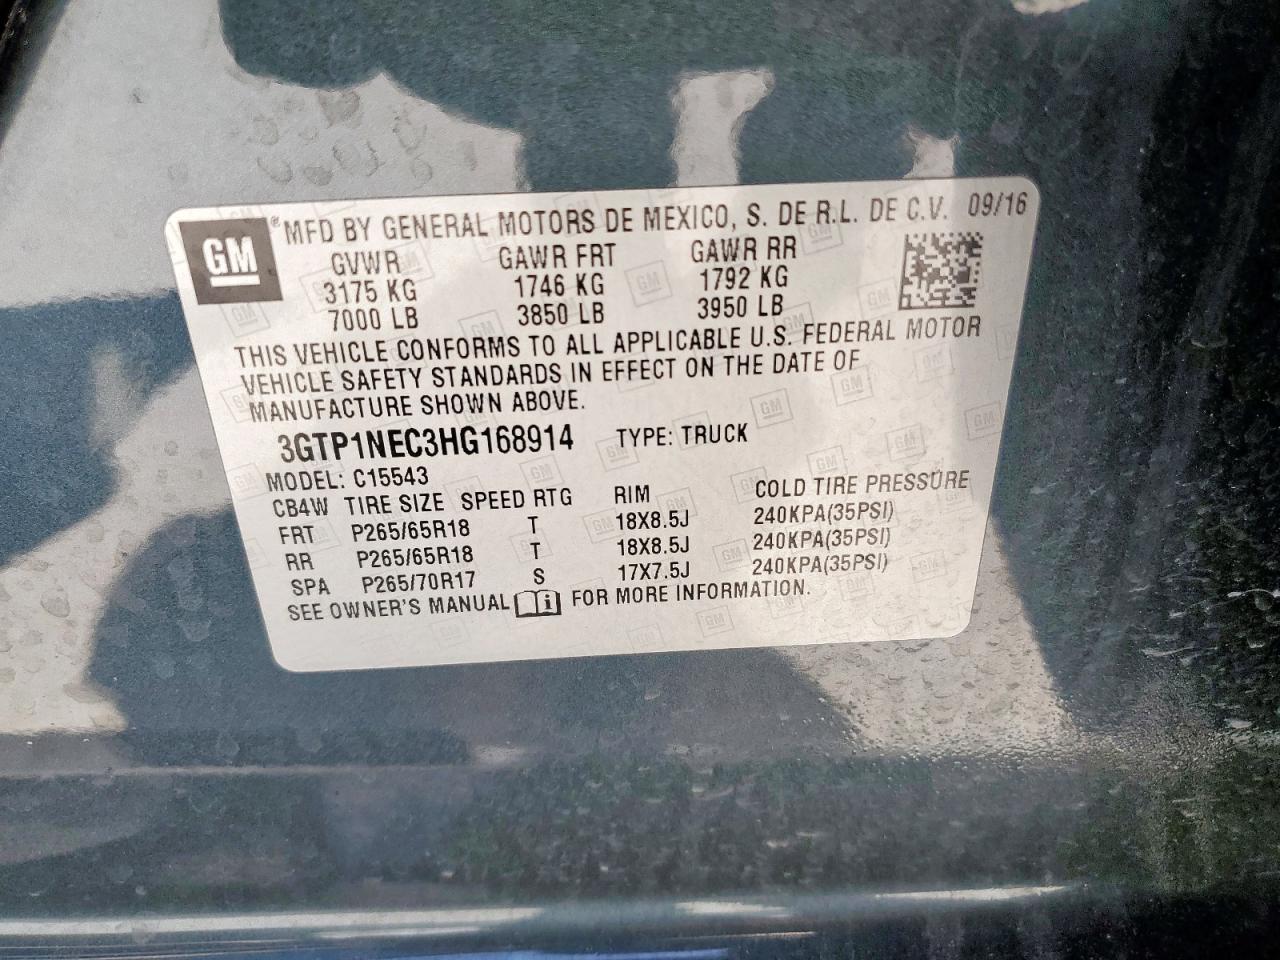 GM
® MFD BY GENERAL MOTORS DE MEXICO, S. DE R.L. DE C.V. 09/16
GVWR GAWR FRT GAWR RR
3175 KG 1746 KG 1792 KG
7000 LB 3850 LB 3950 LB
THIS VEHICLE CONFORMS TO ALL APPLICABLE U.S. FEDERAL MOTOR
VEHICLE SAFETY STANDARDS IN EFFECT ON THE DATE OF
MANUFACTURE SHOWN ABOVE.
3GTP1NEC3HG168914 TYPE: TRUCK
MODEL: C15543
CB4W TIRE SIZE SPEED RTG RIM COLD TIRE PRESSURE
FRT P265/65R18 T 18X8.5J 240KPA(35PSI)
RR P265/65R18 T 18X8.5J 240KPA(35PSI)
SPA P265/70R17 S 17X7.5J 240KPA(35PSI)
SEE OWNER'S MANUAL i FOR MORE INFORMATION.